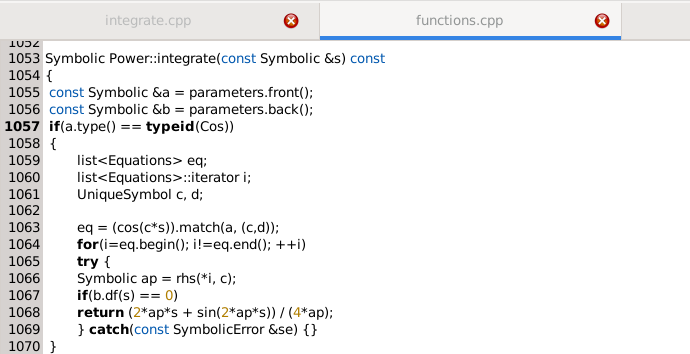 integrate.cpp functions.cpp
1052
1053 Symbolic Power::integrate(const Symbolic &s) const
1054 {
1055 const Symbolic &a = parameters.front();
1056 const Symbolic &b = parameters.back();
1057 if(a.type() == typeid(Cos))
1058 {
1059 list<Equations> eq;
1060 list<Equations>::iterator i;
1061 UniqueSymbol c, d;
1062
1063 eq = (cos(c*s)).match(a, (c,d));
1064 for(i=eq.begin(); i!=eq.end(); ++i)
1065 try {
1066 Symbolic ap = rhs(*i, c);
1067 if(b.df(s) == 0)
1068 return (2*ap*s + sin(2*ap*s)) / (4*ap);
1069 } catch(const SymbolicError &se) {}
1070 }